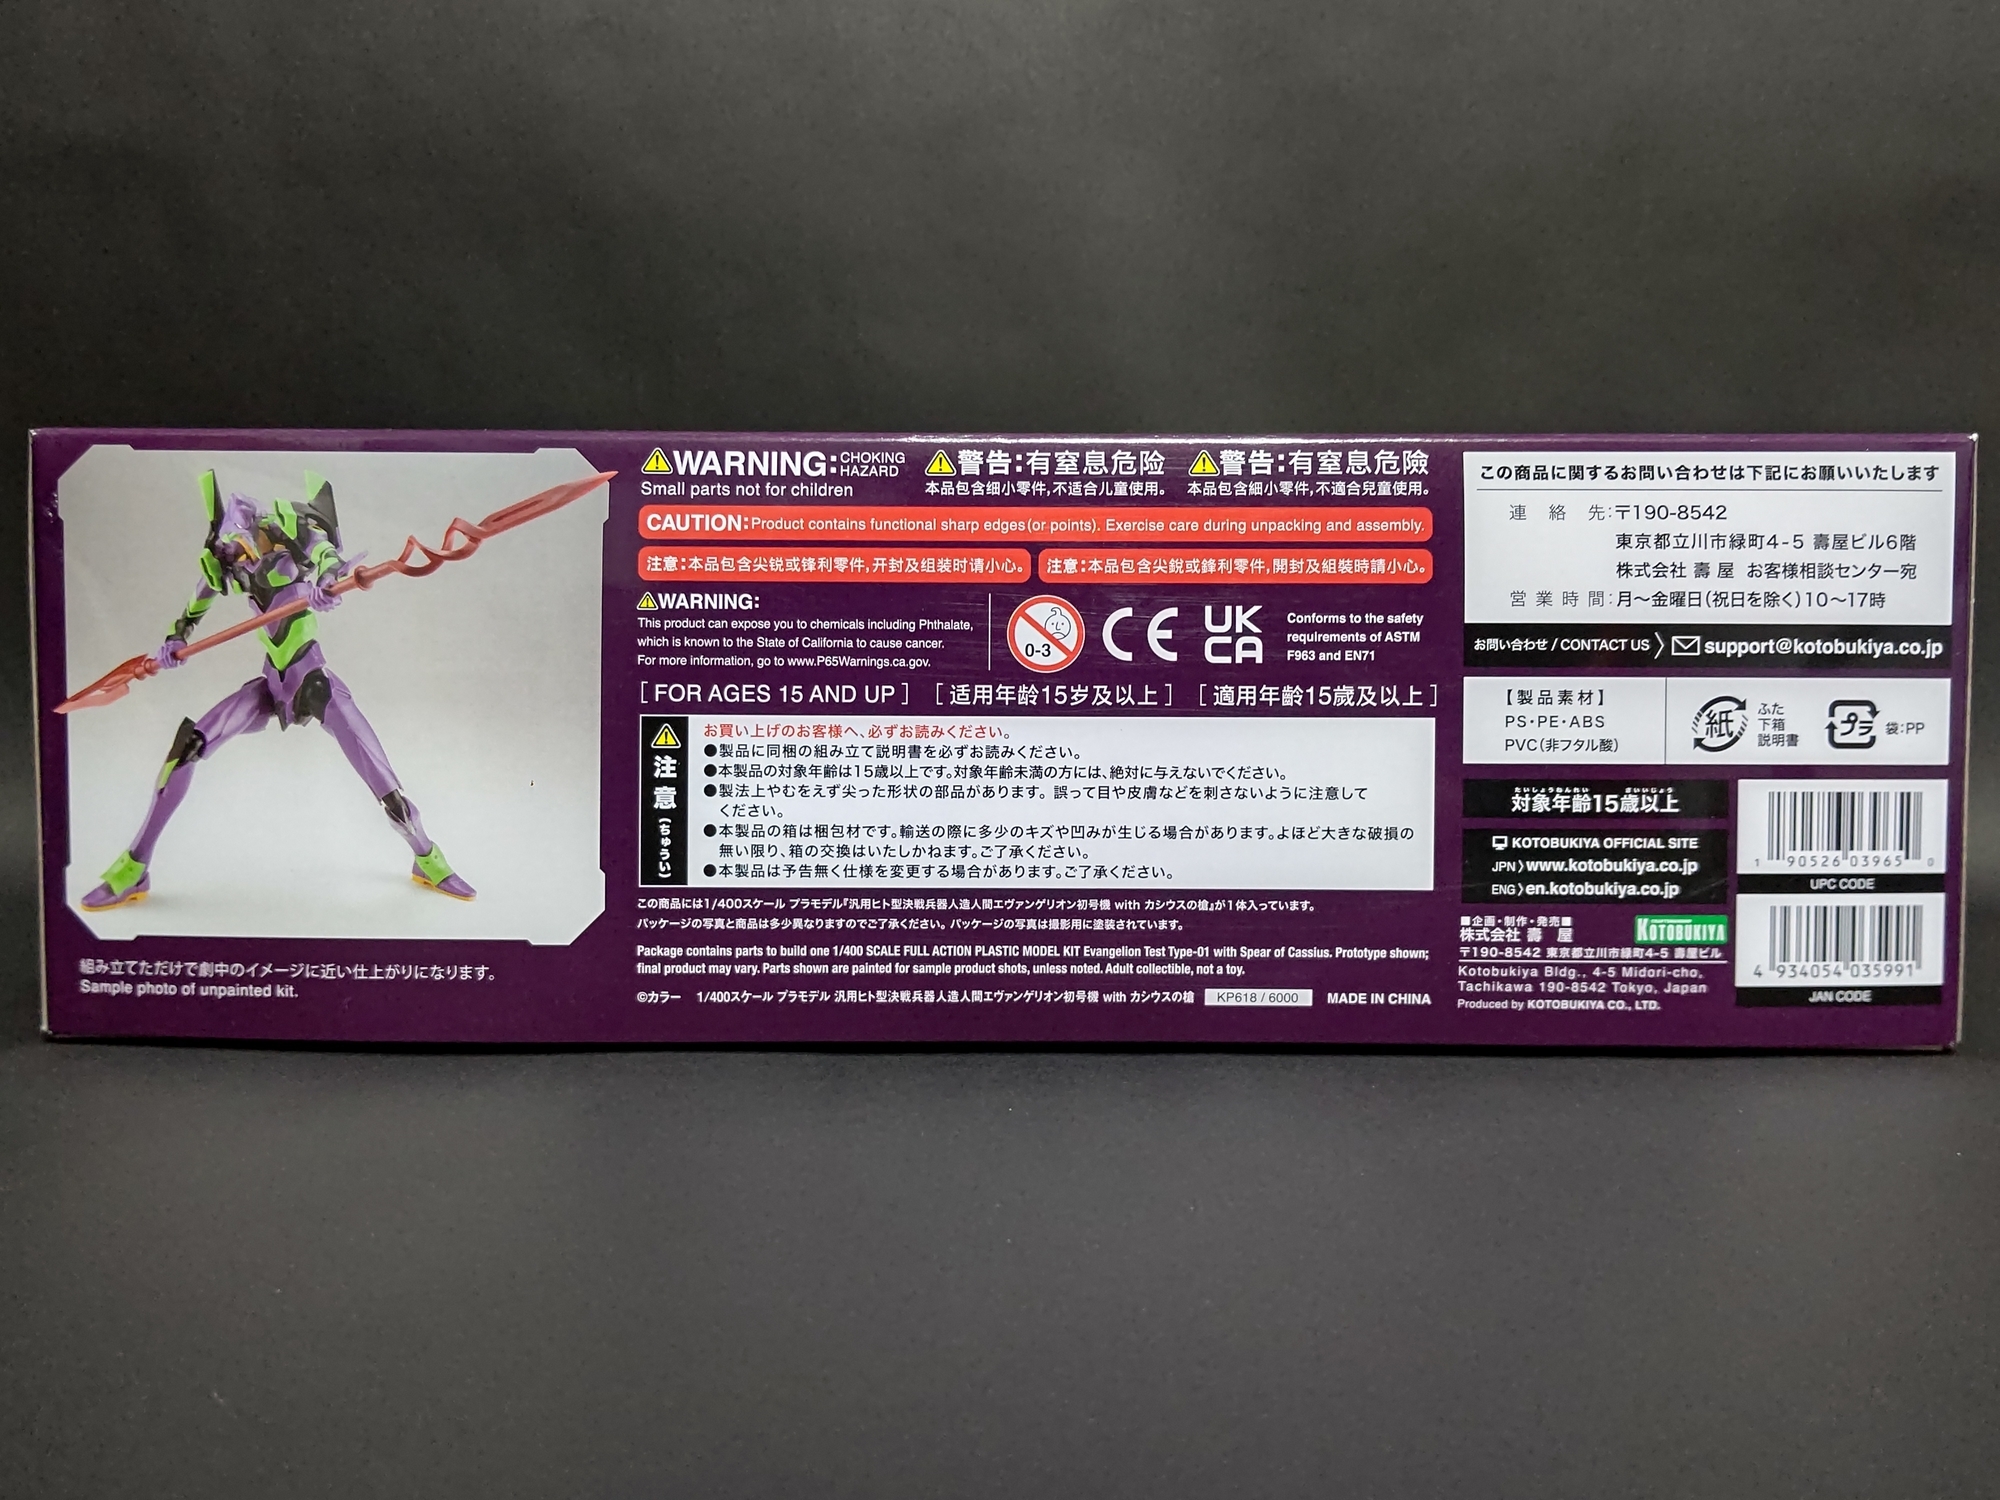 組み立てただけで劇中のイメージに近い仕上がりになります。
Sample photo of unpainted kit.
WARNING: CHOKING HAZARD
Small parts not for children
警告:有窒息危险
本品包含细小零件,不适合儿童使用。
警告:有窒息危險
本品包含細小零件,不適合兒童使用。
CAUTION: Product contains functional sharp edges(or points). Exercise care during unpacking and assembly.
注意:本品包含尖锐或锋利零件,开封及组装时请小心。
注意:本品包含尖銳或鋒利零件,開封及組裝時請小心。
WARNING:
This product can expose you to chemicals including Phthalate,
which is known to the State of California to cause cancer.
For more information, go to www.P65Warnings.ca.gov.
0-3
CE
UK
CA
Conforms to the safety
requirements of ASTM
F963 and EN71
[ FOR AGES 15 AND UP ] [ 适用年龄15岁及以上 ] [ 適用年齡15歲及以上 ]
注意(ちゅうい)
お買い上げのお客様へ、必ずお読みください。
●製品に同梱の組み立て説明書を必ずお読みください。
●本製品の対象年齢は15歳以上です。対象年齢未満の方には、絶対に与えないでください。
●製法上やむをえず尖った形状の部品があります。誤って目や皮膚などを刺さないように注意して
ください。
●本製品の箱は梱包材です。輸送の際に多少のキズや凹みが生じる場合があります。よほど大きな破損の
無い限り、箱の交換はいたしかねます。ご了承ください。
●本製品は予告無く仕様を変更する場合があります。ご了承ください。
この商品には1/400スケール プラモデル『汎用ヒト型決戦兵器人造人間エヴァンゲリオン初号機 with カシウスの槍』が1体入っています。
パッケージの写真と商品は多少異なりますのでご了承ください。パッケージの写真は撮影用に塗装されています。
Package contains parts to build one 1/400 SCALE FULL ACTION PLASTIC MODEL KIT Evangelion Test Type-01 with Spear of Cassius. Prototype shown;
final product may vary. Parts shown are painted for sample product shots, unless noted. Adult collectible, not a toy.
©カラー 1/400スケール プラモデル 汎用ヒト型決戦兵器人造人間エヴァンゲリオン初号機 with カシウスの槍 KP618 / 6000 MADE IN CHINA
この商品に関するお問い合わせは下記にお願いいたします
連絡先:〒190-8542
東京都立川市緑町4-5 壽屋ビル6階
株式会社 壽 屋 お客様相談センター宛
営業時間:月〜金曜日(祝日を除く)10〜17時
お問い合わせ / CONTACT US support@kotobukiya.co.jp
【製品素材】
PS・PE・ABS
PVC(非フタル酸)
紙
ふた
下箱
説明書
プラ
袋:PP
たいしょうねんれい さいいじょう
対象年齢15歳以上
KOTOBUKIYA OFFICIAL SITE
JPN www.kotobukiya.co.jp
ENG en.kotobukiya.co.jp
■企画・制作・発売■
株式会社 壽 屋
KOTOBUKIYA
〒190-8542 東京都立川市緑町4-5 壽屋ビル
Kotobukiya Bldg., 4-5 Midori-cho,
Tachikawa 190-8542 Tokyo, Japan
Produced by KOTOBUKIYA CO., LTD.
1 90526 03965 0
UPC CODE
4 934054 035991
JAN CODE